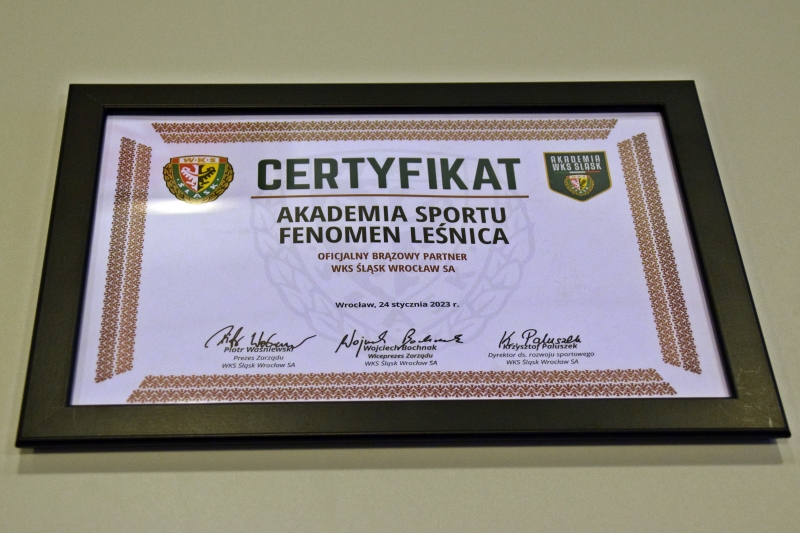 W·K·S
ŚLĄSK
CERTYFIKAT
AKADEMIA
WKS ŚLĄSK
AKADEMIA SPORTU
FENOMEN LEŚNICA
OFICJALNY BRĄZOWY PARTNER
WKS ŚLĄSK WROCŁAW SA
Wrocław, 24 stycznia 2023 r.
Piotr Waśniewski
Prezes Zarządu
WKS Śląsk Wrocław SA
Wojciech Bochnak
Wiceprezes Zarządu
WKS Śląsk Wrocław SA
Krzysztof Paluszek
Dyrektor ds. rozwoju sportowego
WKS Śląsk Wrocław SA